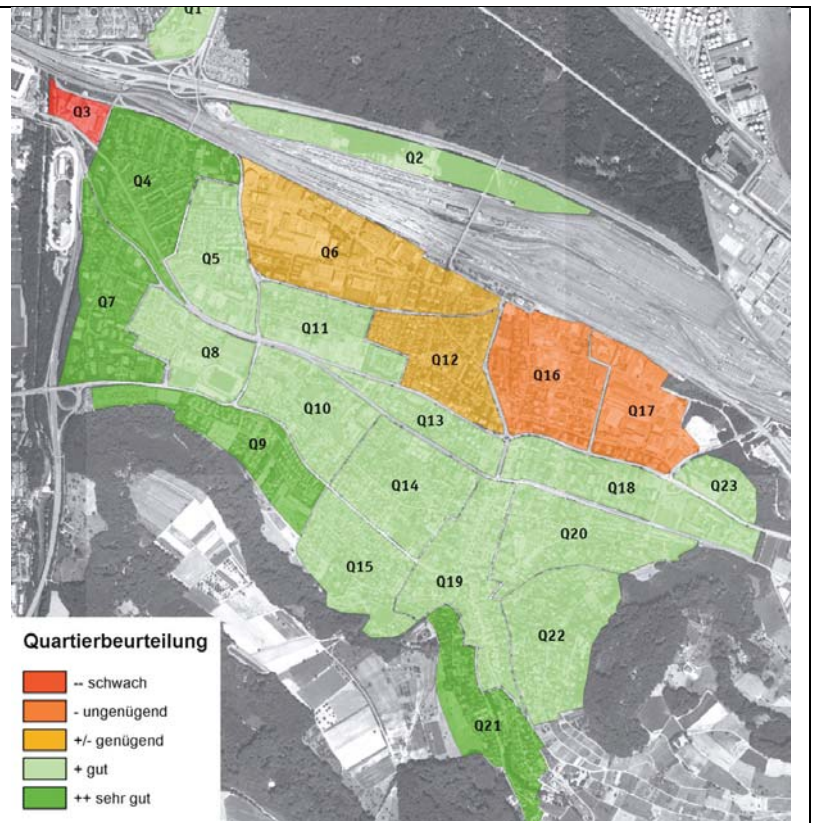 Q1
Q3
Q2
Q4
Q5
Q6
Q7
Q11
Q8
Q12
Q16
Q17
Q10
Q13
Q9
Q14
Q18
Q23
Q20
Q15
Q19
Q22
Q21
Quartierbeurteilung
-- schwach
- ungenügend
+/- genügend
+ gut
++ sehr gut